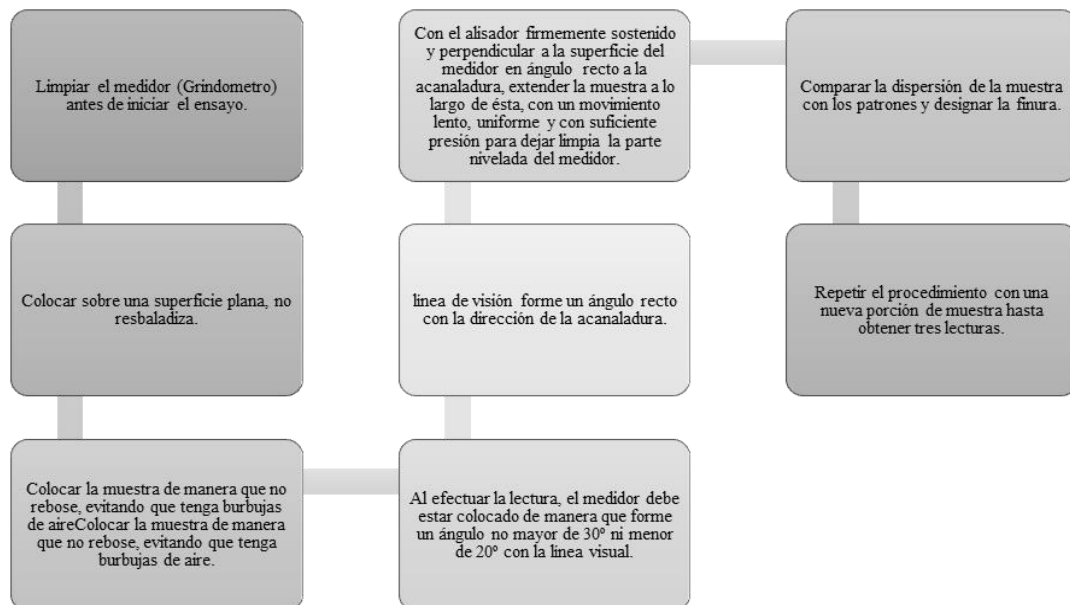 Limpiar el medidor (Grindometro)
antes de iniciar el ensayo.
Colocar sobre una superficie plana, no
resbaladiza.
Colocar la muestra de manera que no
rebose, evitando que tenga burbujas
de aireColocar la muestra de manera
que no rebose, evitando que tenga
burbujas de aire.
Al efectuar la lectura, el medidor debe
estar colocado de manera que forme
un ángulo no mayor de 30º ni menor
de 20º con la linea visual.
linea de visión forme un ángulo recto
con la dirección de la acanaladura.
Con el alisador firmemente sostenido
y perpendicular a la superficie del
medidor en ángulo recto a la
acanaladura, extender la muestra a lo
largo de ésta, con un movimiento
lento, uniforme y con suficiente
presión para dejar limpia la parte
nivelada del medidor.
Comparar la dispersión de la muestra
con los patrones y designar la finura.
Repetir el procedimiento con una
nueva porción de muestra hasta
obtener tres lecturas.